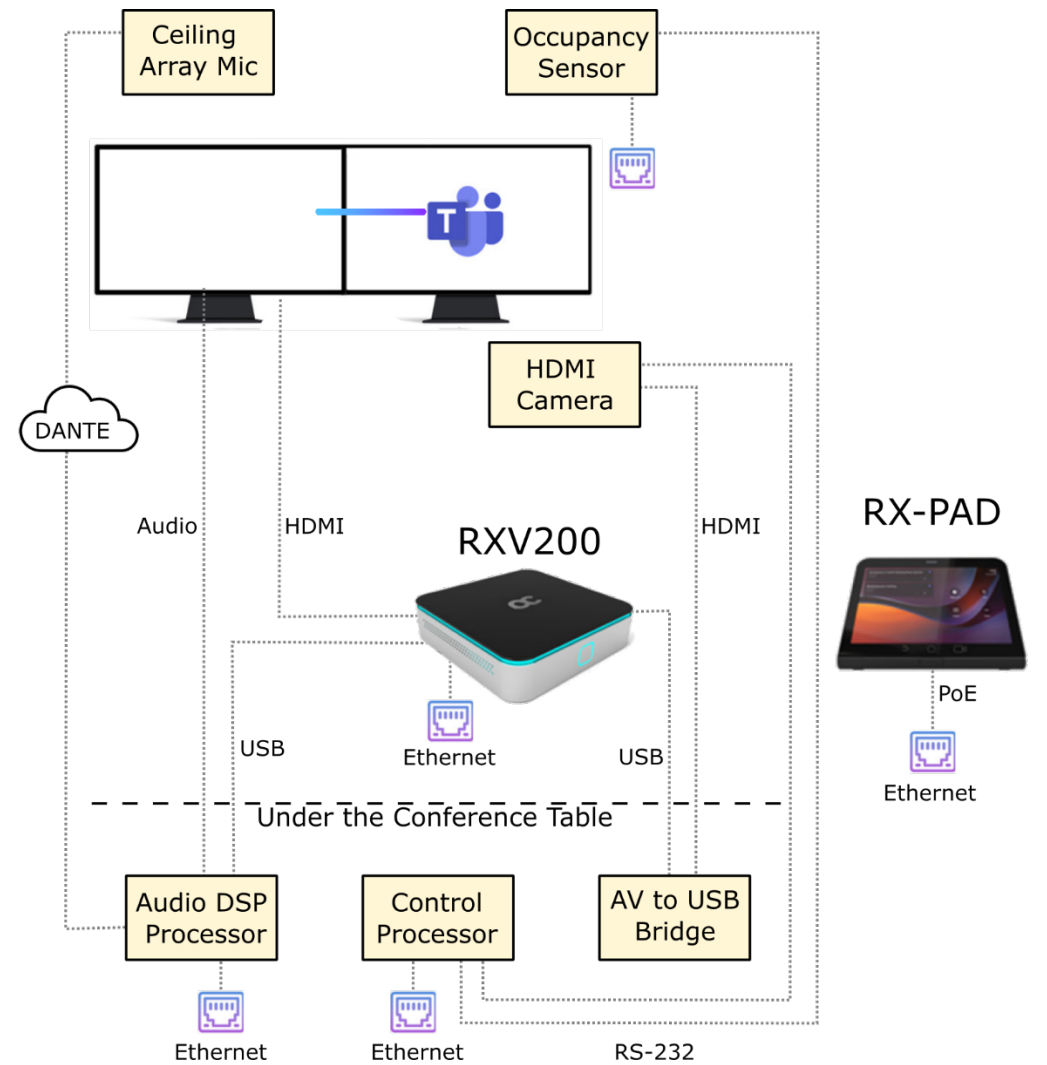 Ceiling
Array Mic
Occupancy
Sensor
T
HDMI
Camera
DANTE
Audio
HDMI
RXV200
HDMI
RX-PAD
PoE
USB
Ethernet
USB
Ethernet
Under the Conference Table
Audio DSP
Processor
Control
Processor
AV to USB
Bridge
Ethernet
Ethernet
RS-232